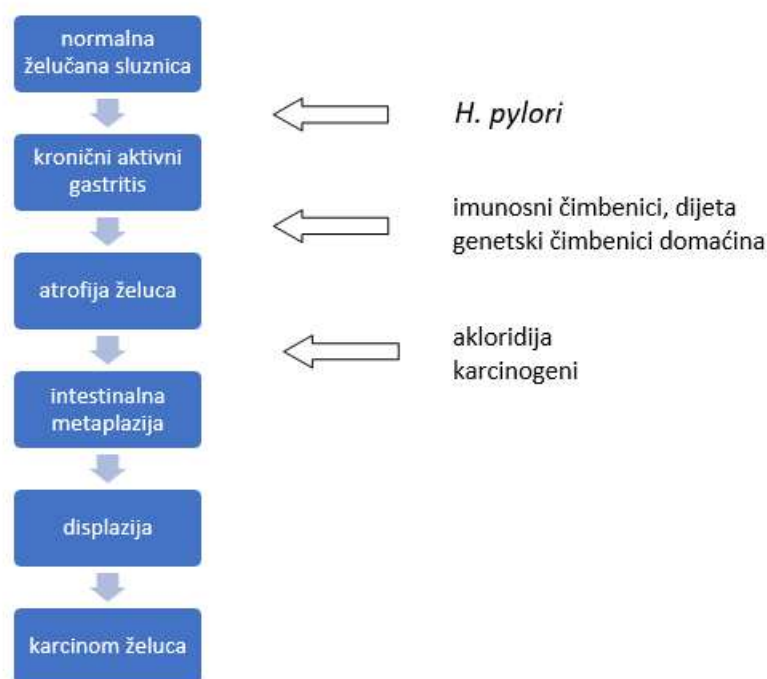 normalna
želučana sluznica
H. pylori
kronični aktivni
gastritis
imunosni čimbenici, dijeta
genetski čimbenici domaćina
atrofija želuca
akloridija
karcinogeni
intestinalna
metaplazija
displazija
karcinom želuca